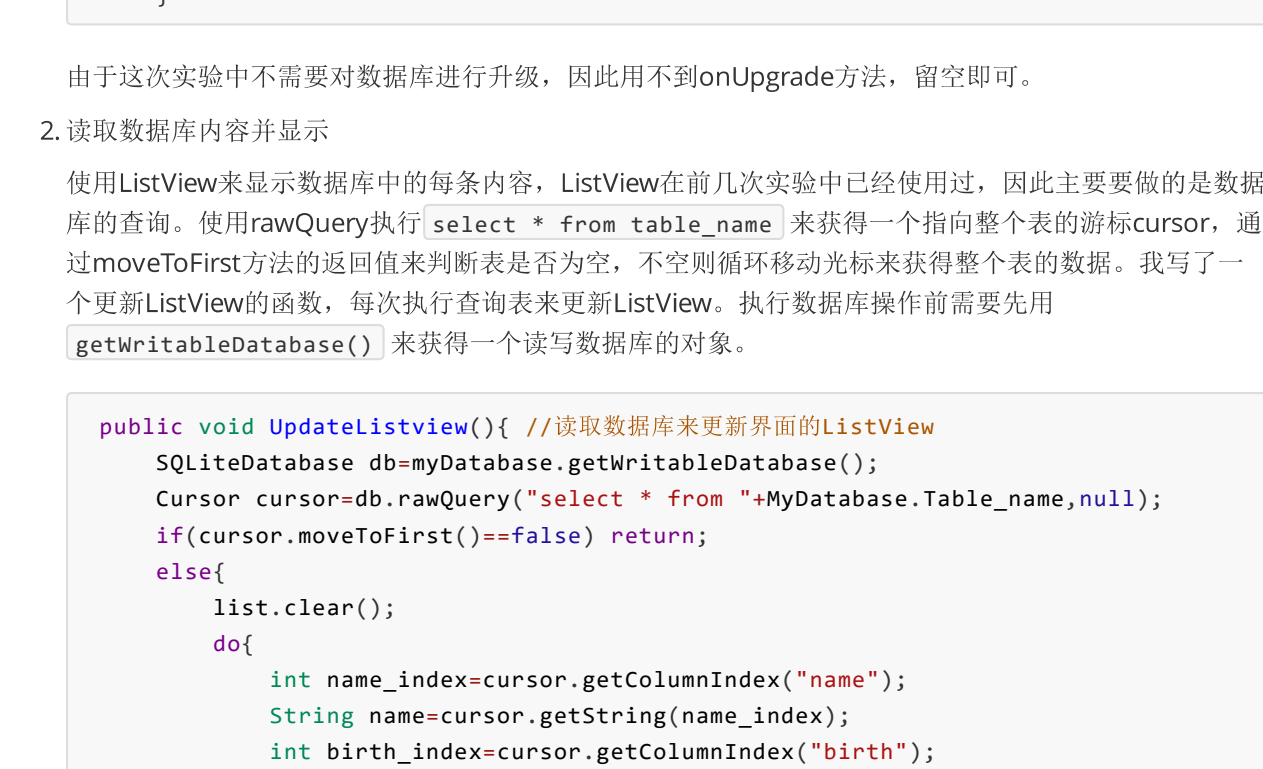 }
由于这次实验中不需要对数据库进行升级，因此用不到onUpgrade方法，留空即可。
2. 读取数据库内容并显示
使用ListView来显示数据库中的每条内容，ListView在前几次实验中已经使用过，因此主要要做的是数据
库的查询。使用rawQuery执行 select * from table_name 来获得一个指向整个表的游标cursor，通
过moveToFirst方法的返回值来判断表是否为空，不空则循环移动光标来获得整个表的数据。我写了一
个更新ListView的函数，每次执行查询表来更新ListView。执行数据库操作前需要先用
getWritableDatabase() 来获得一个读写数据库的对象。
public void UpdateListview(){ //读取数据库来更新界面的ListView
    SQLiteDatabase db=myDatabase.getWritableDatabase();
    Cursor cursor=db.rawQuery("select * from "+MyDatabase.Table_name,null);
    if(cursor.moveToFirst()==false) return;
    else{
        list.clear();
        do{
            int name_index=cursor.getColumnIndex("name");
            String name=cursor.getString(name_index);
            int birth_index=cursor.getColumnIndex("birth");